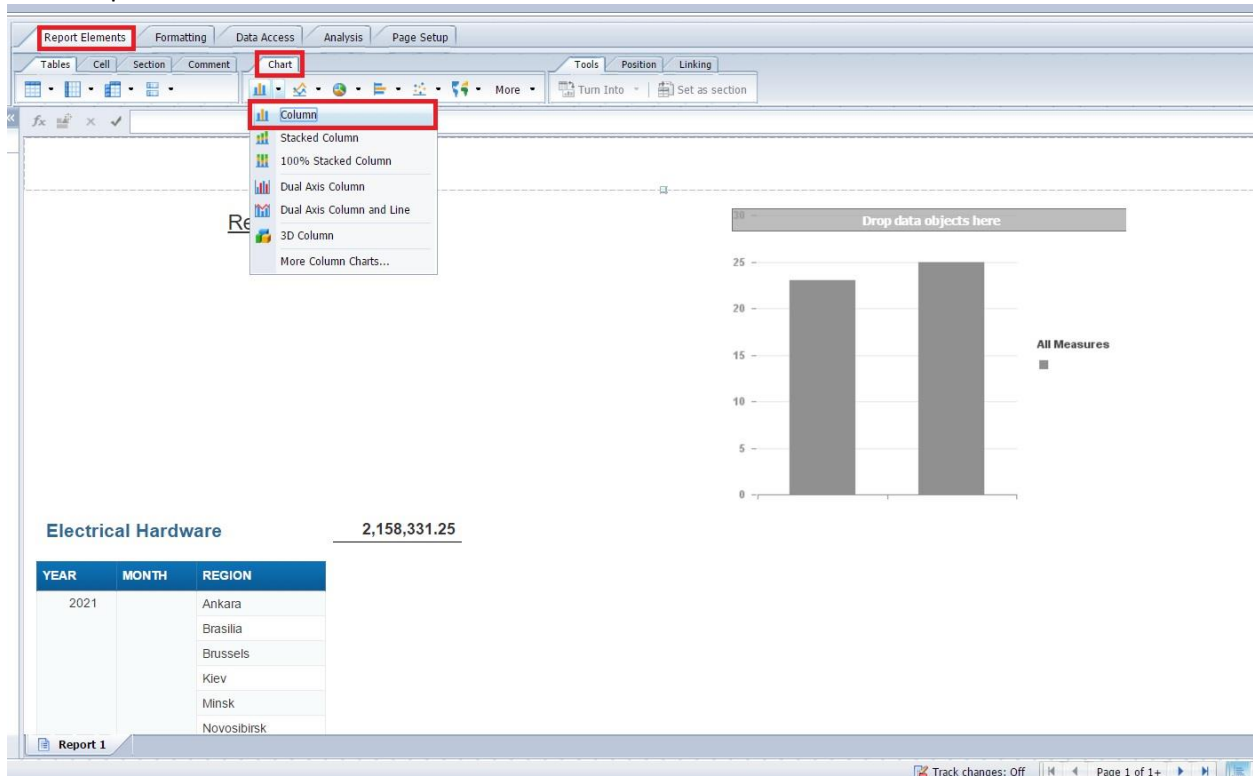 Report Elements Formatting Data Access Analysis Page Setup
Tables Cell Section Comment Chart Tools Position Linking
More Turn Into Set as section
fx
Column
Stacked Column
100% Stacked Column
Dual Axis Column
Dual Axis Column and Line
3D Column
More Column Charts...
Re
30 Drop data objects here
25
20
15
10
5
0
All Measures
Electrical Hardware 2,158,331.25
YEAR MONTH REGION
2021 Ankara
Brasilia
Brussels
Kiev
Minsk
Novosibirsk
Report 1
Track changes: Off Page 1 of 1+